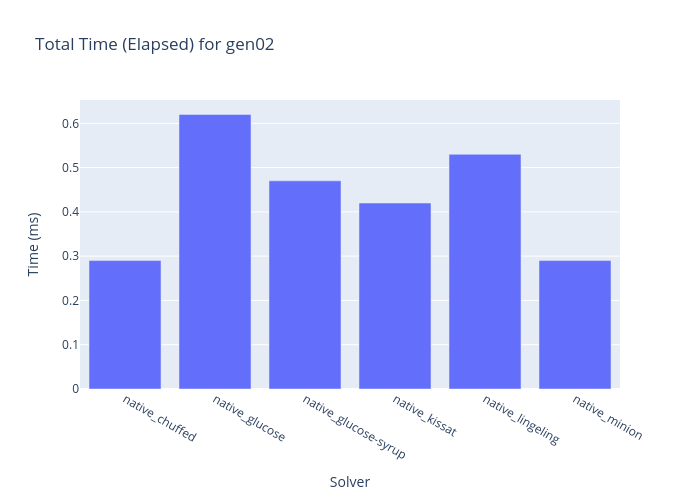 Total Time (Elapsed) for gen02
0.6
0.5
0.4
0.3
0.2
0.1
0
Time (ms)
native_chuffed
native_glucose
native_glucose-syrup
native_kissat
native_lingeling
native_minion
Solver